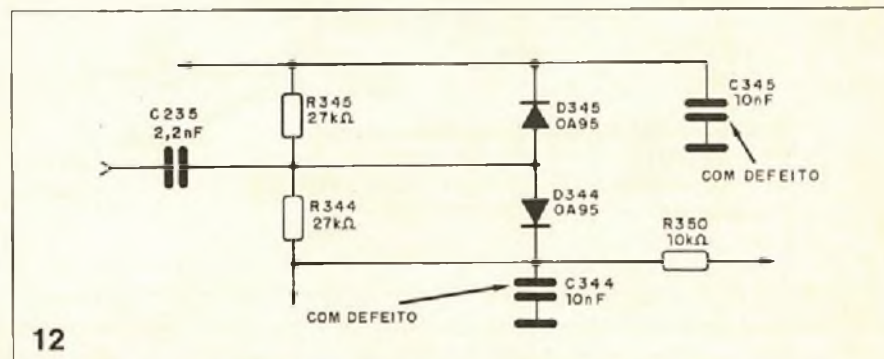 C345
10nF
R345
27kΩ
D345
OA95
C235
2,2nF
COM DEFEITO
D344
OA95
R344
27kΩ
R350
10kΩ
C344
10nF
COM DEFEITO
12